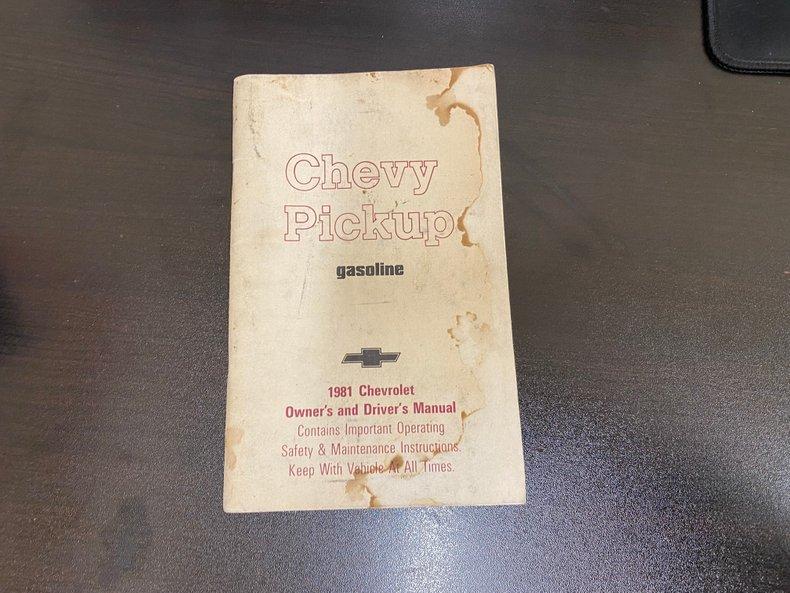 Chevy
Pickup
gasoline
1981 Chevrolet
Owner's and Driver's Manual
Contains Important Operating
Safety & Maintenance Instructions.
Keep With Vehicle At All Times.